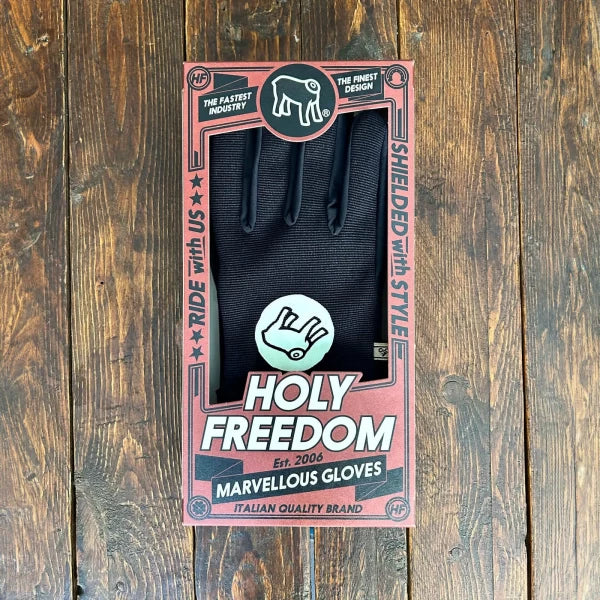 HF
THE FASTEST
INDUSTRY
®
THE FINEST
DESIGN
RIDE with US
SHIELDED with STYLE
HOLY
FREEDOM
Est. 2006
MARVELLOUS GLOVES
ITALIAN QUALITY BRAND
HF